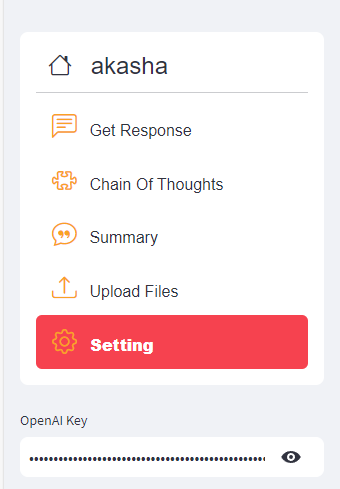 akasha
Get Response
Chain Of Thoughts
Summary
Upload Files
Setting
OpenAI Key